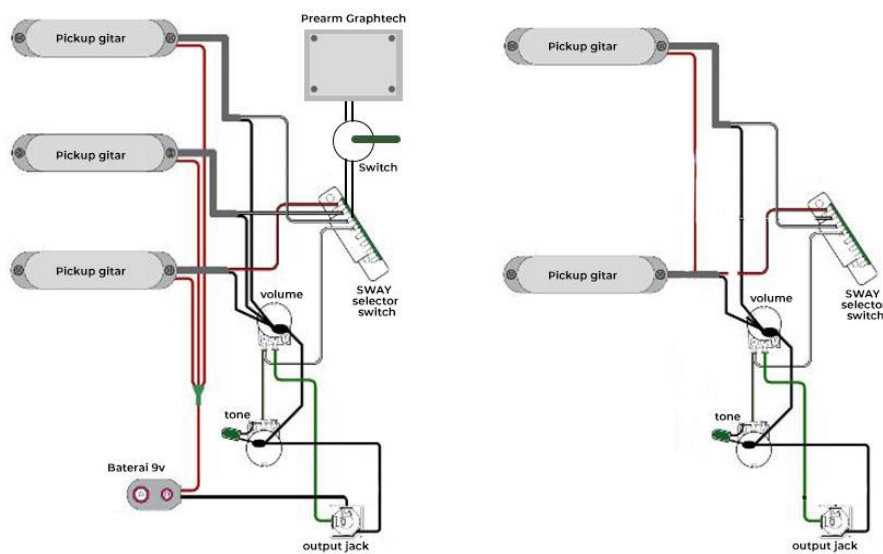 Prearm Graphtech
Pickup gitar
Switch
Pickup gitar
Pickup gitar
SWAY
selector
switch
volume
tone
Baterai 9v
output jack
Pickup gitar
Pickup gitar
SWAY
selector
switch
volume
tone
output jack